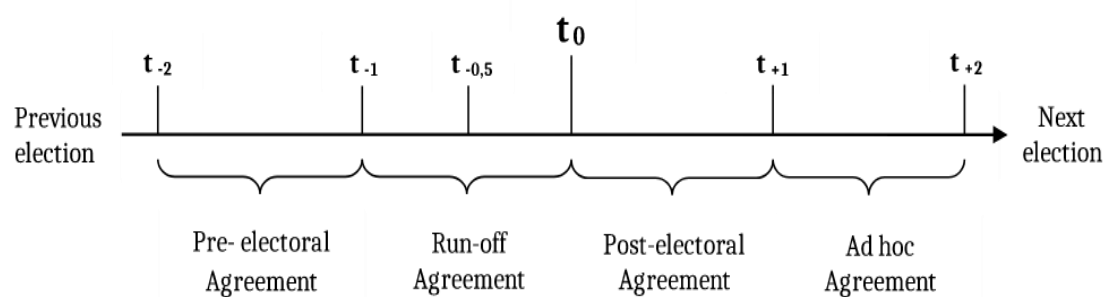 t0
t-2
t-1
t-0,5
t+1
t+2
Previous
election
Next
election
Pre- electoral
Agreement
Run-off
Agreement
Post-electoral
Agreement
Ad hoc
Agreement